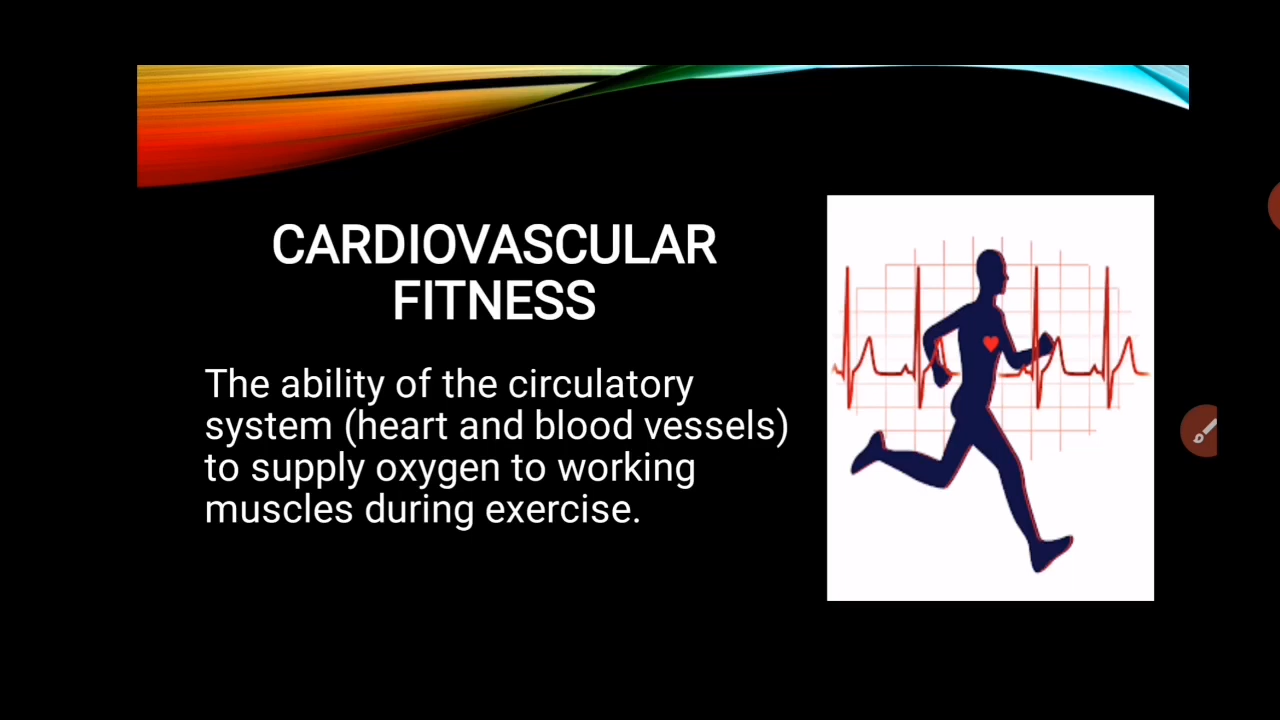 CARDIOVASCULAR
FITNESS
The ability of the circulatory
system (heart and blood vessels)
to supply oxygen to working
muscles during exercise.